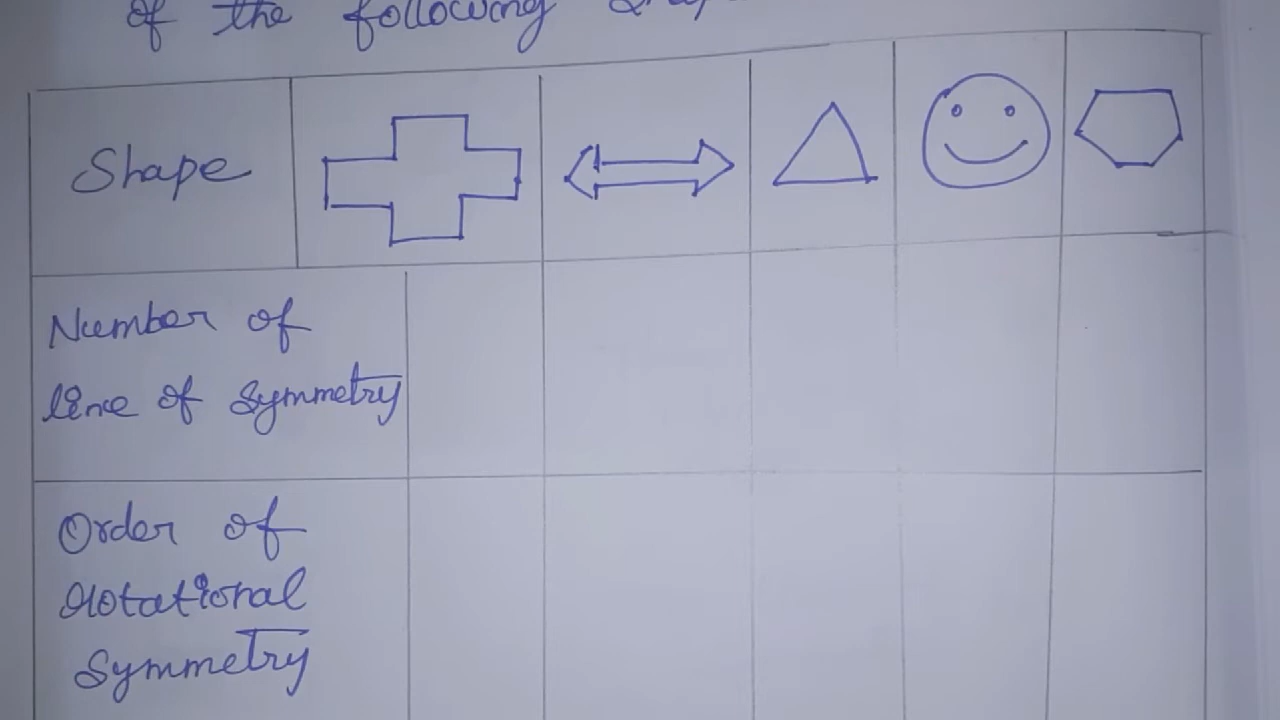 of the following
Shape
Number of
line of Symmetry
Order of
rotational
Symmetry